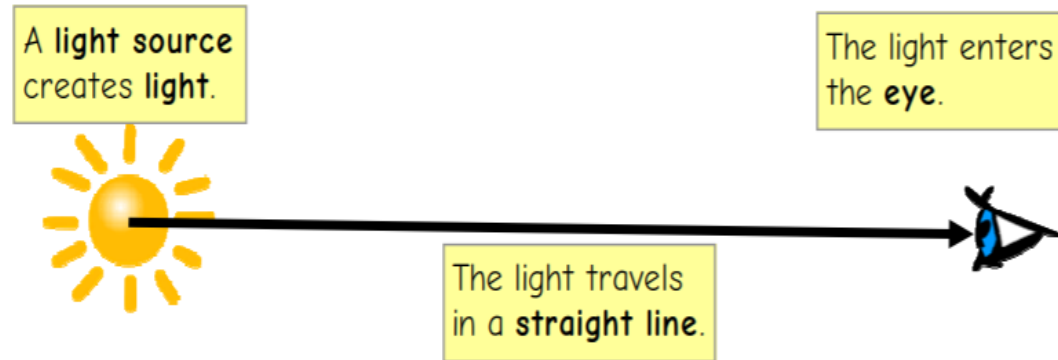 A light source
creates light.
The light enters
the eye.
The light travels
in a straight line.